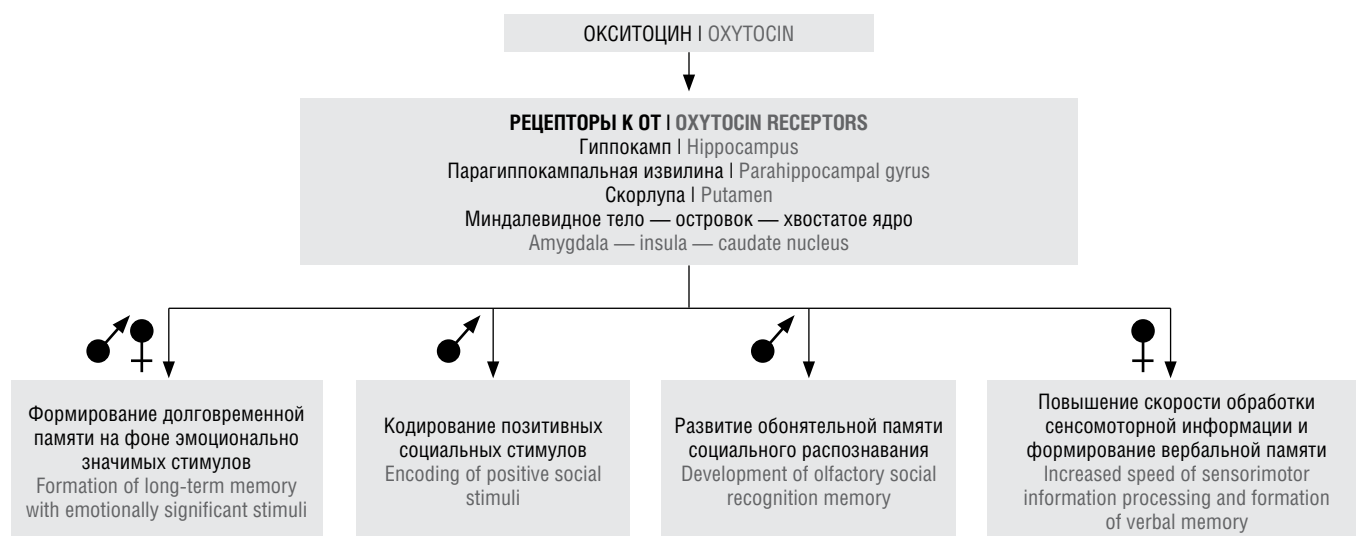 ОКСИТОЦИН | OXYTOCIN
РЕЦЕПТОРЫ К ОТ | OXYTOCIN RECEPTORS
Гиппокамп | Hippocampus
Парагиппокампальная извилина | Parahippocampal gyrus
Скорлупа | Putamen
Миндалевидное тело — островок — хвостатое ядро
Amygdala — insula — caudate nucleus
Формирование долговременной
памяти на фоне эмоционально
значимых стимулов
Formation of long-term memory
with emotionally significant stimuli
Кодирование позитивных
социальных стимулов
Encoding of positive social
stimuli
Развитие обонятельной памяти
социального распознавания
Development of olfactory social
recognition memory
Повышение скорости обработки
сенсомоторной информации и
формирование вербальной памяти
Increased speed of sensorimotor
information processing and formation
of verbal memory